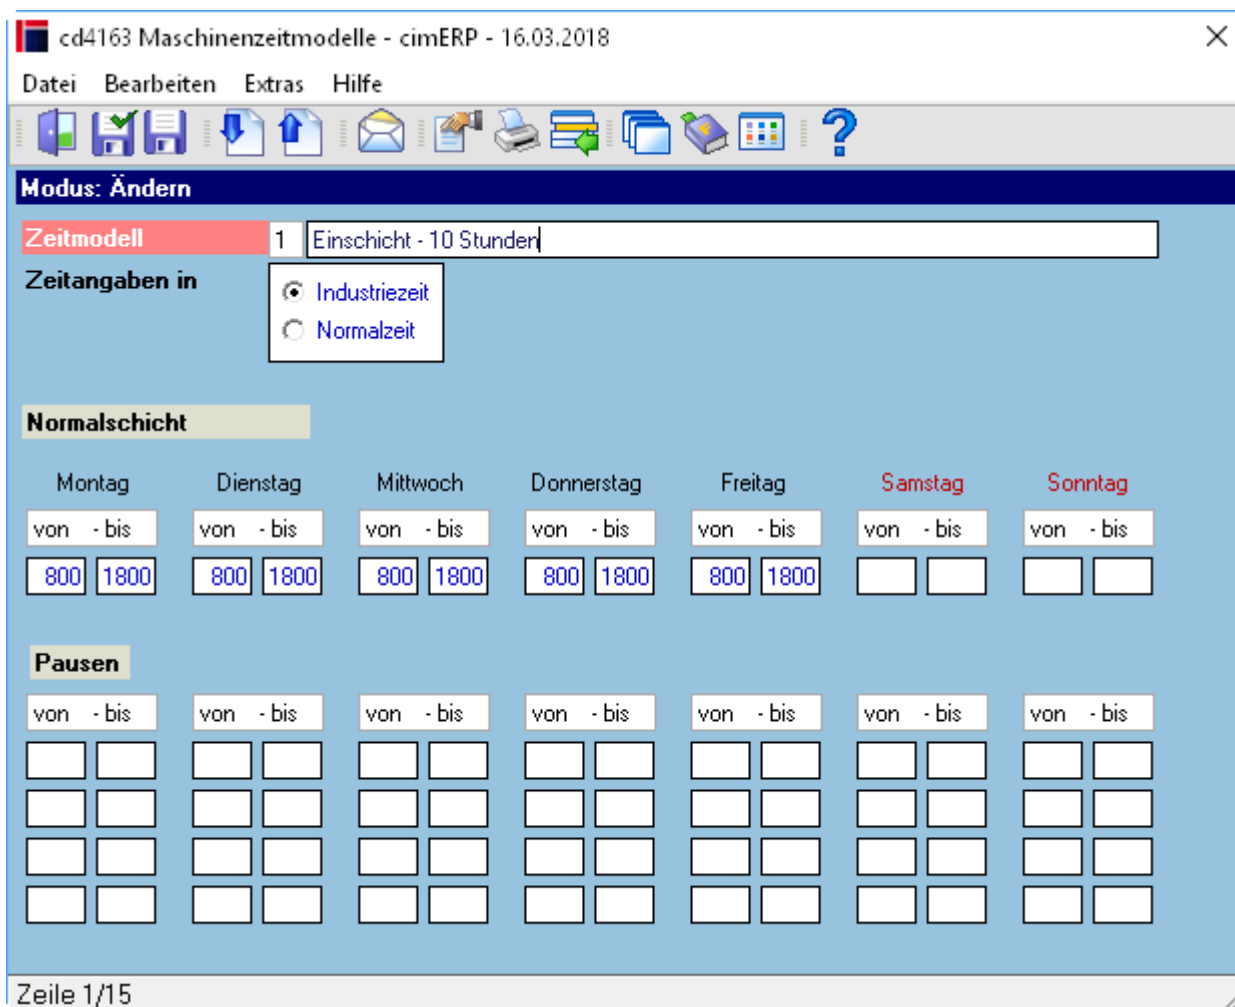 cd4163 Maschinenzeitmodelle - cimERP - 16.03.2018
Datei Bearbeiten Extras Hilfe
Modus: Ändern
Zeitmodell 1 Einschicht - 10 Stunden
Zeitangaben in
Industriezeit
Normalzeit
Normalschicht
Montag Dienstag Mittwoch Donnerstag Freitag Samstag Sonntag
von - bis von - bis von - bis von - bis von - bis von - bis von - bis
800 1800 800 1800 800 1800 800 1800 800 1800
Pausen
von - bis von - bis von - bis von - bis von - bis von - bis von - bis
Zeile 1/15